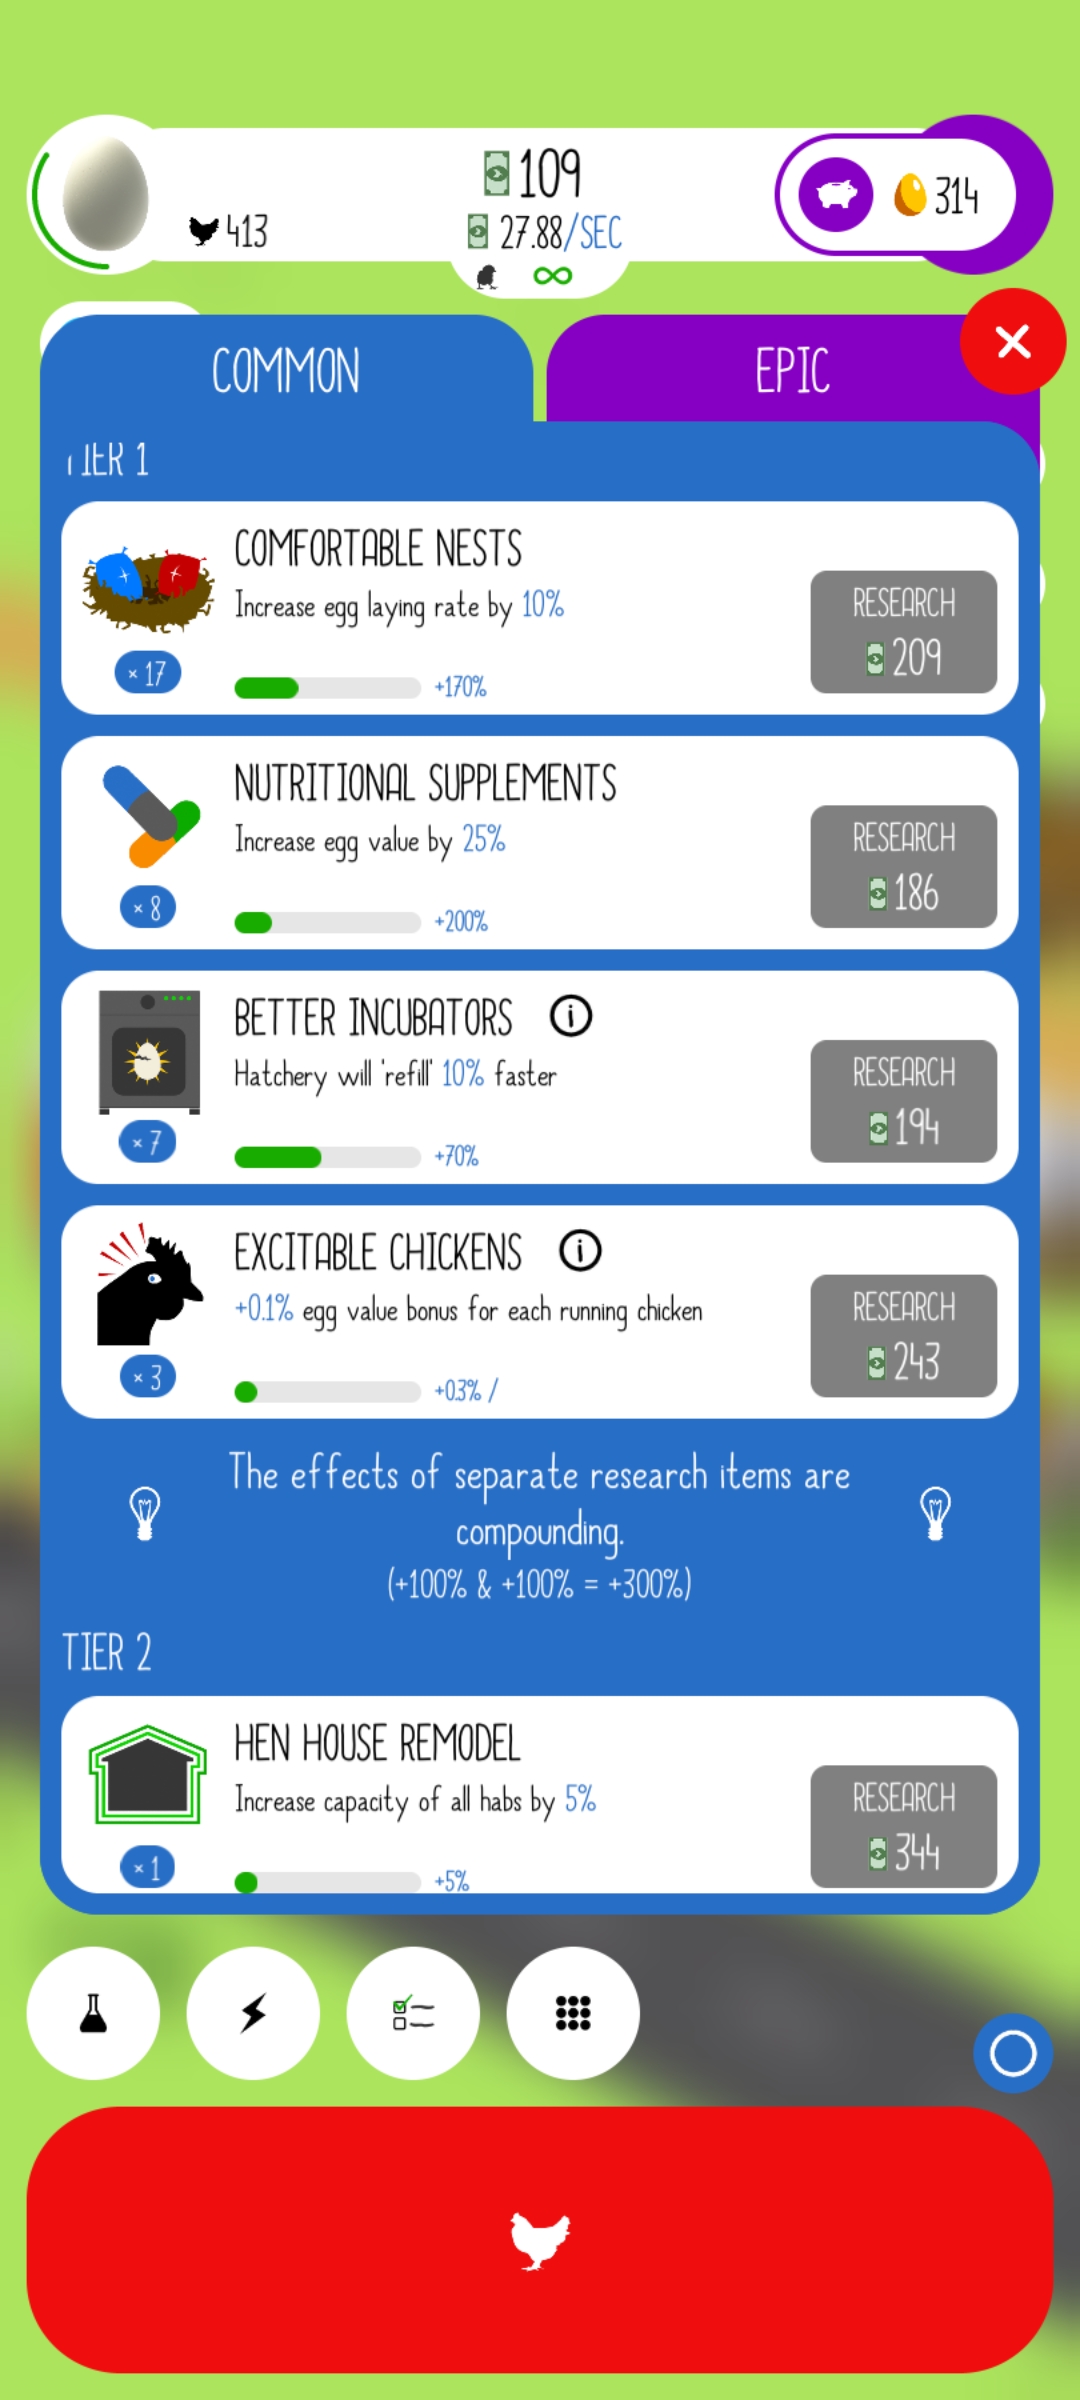 109
413
27.88/SEC
314
COMMON
EPIC
TIER 1
COMFORTABLE NESTS
Increase egg laying rate by 10%
RESEARCH
209
× 17
+170%
NUTRITIONAL SUPPLEMENTS
Increase egg value by 25%
RESEARCH
186
× 8
+200%
BETTER INCUBATORS
Hatchery will 'refill' 10% faster
RESEARCH
194
× 7
+70%
EXCITABLE CHICKENS
+0.1% egg value bonus for each running chicken
RESEARCH
243
× 3
+0.3% /
The effects of separate research items are
compounding.
(+100% & +100% = +300%)
TIER 2
HEN HOUSE REMODEL
Increase capacity of all habs by 5%
RESEARCH
344
× 1
+5%